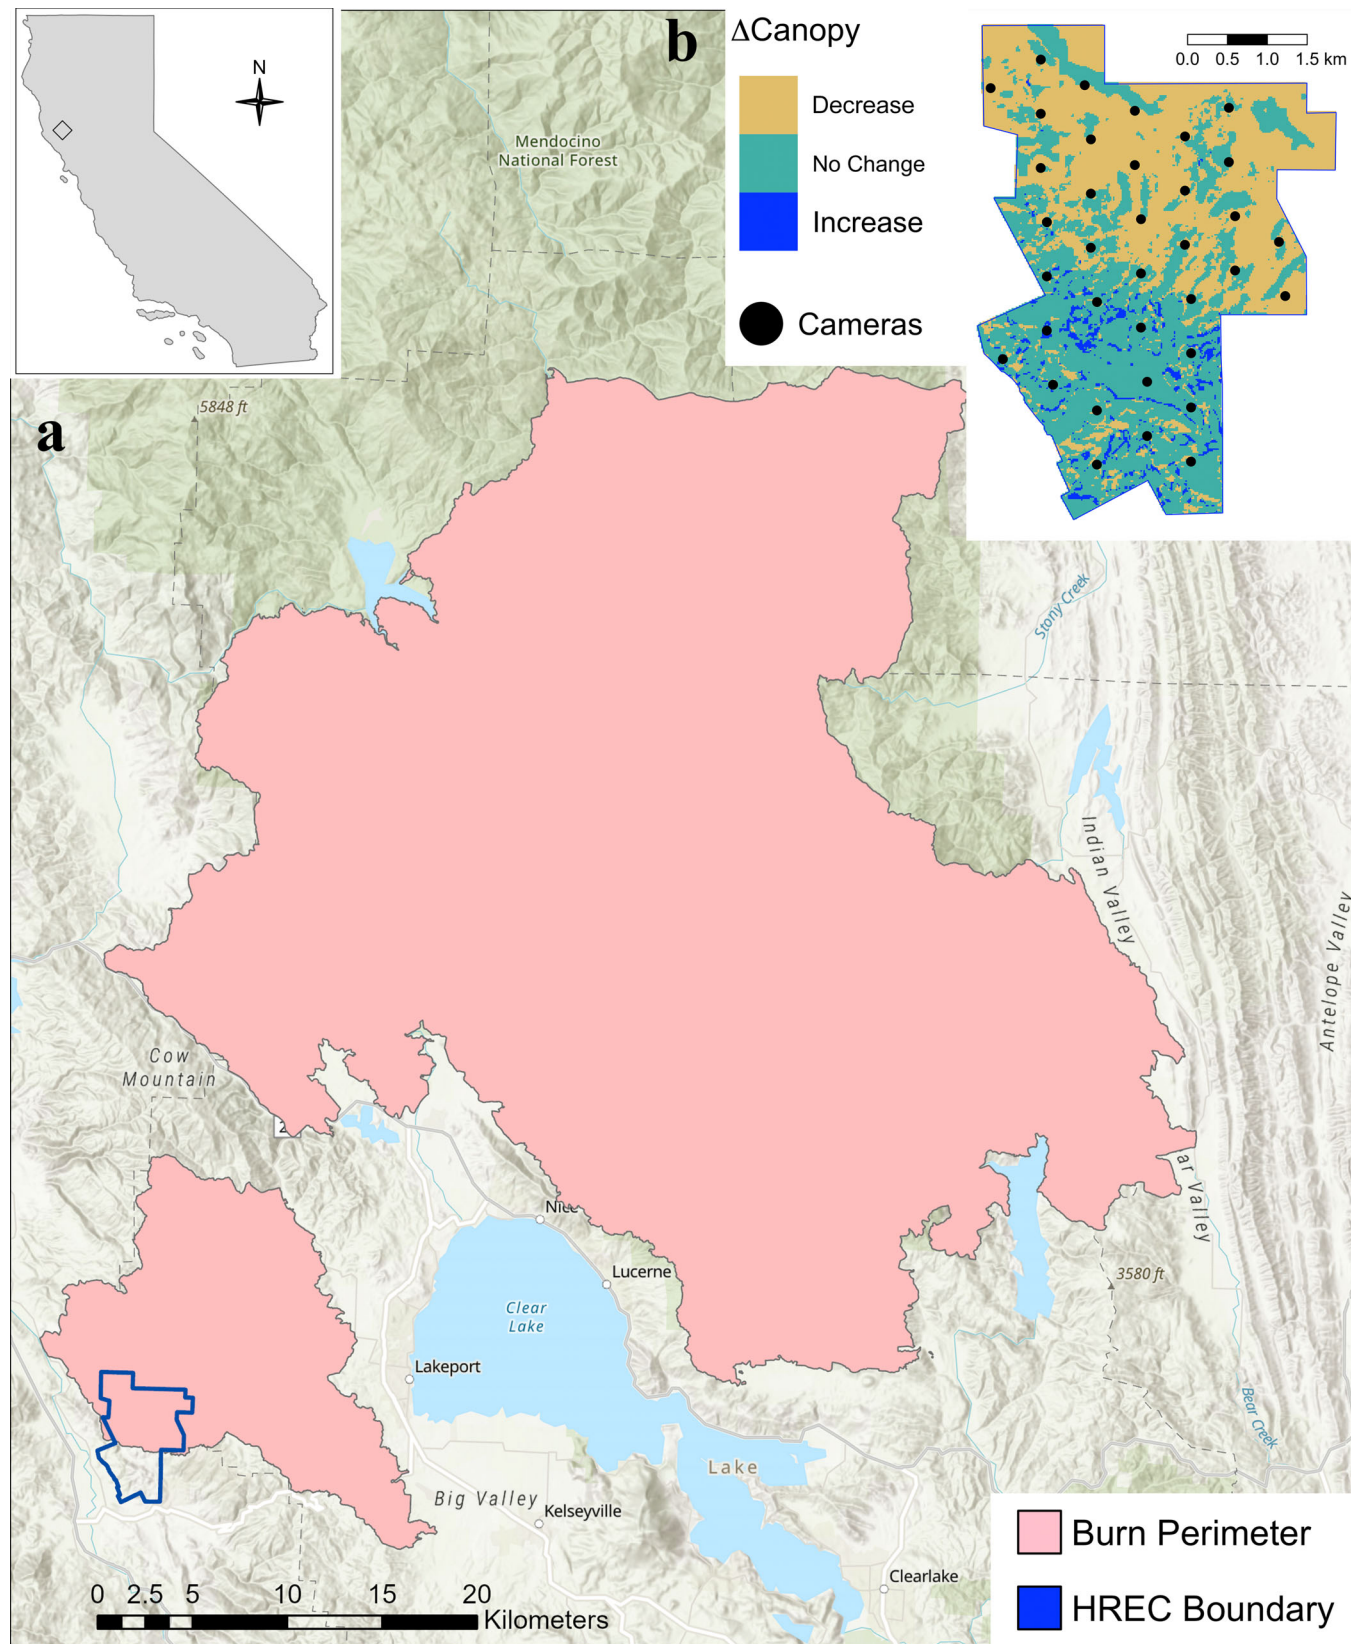 N
b
ΔCanopy
Decrease
No Change
Increase
Cameras
0.0 0.5 1.0 1.5 km
Mendocino
National Forest
a
5848 ft
Stony Creek
Indian Valley
Antelope Valley
Cow
Mountain
2
ar Valley
Nice
Lucerne
3580 ft
Clear
Lake
Lakeport
Bear Creek
Lake
Big Valley
Kelseyville
Clearlake
0 2.5 5 10 15 20
Kilometers
Burn Perimeter
HREC Boundary